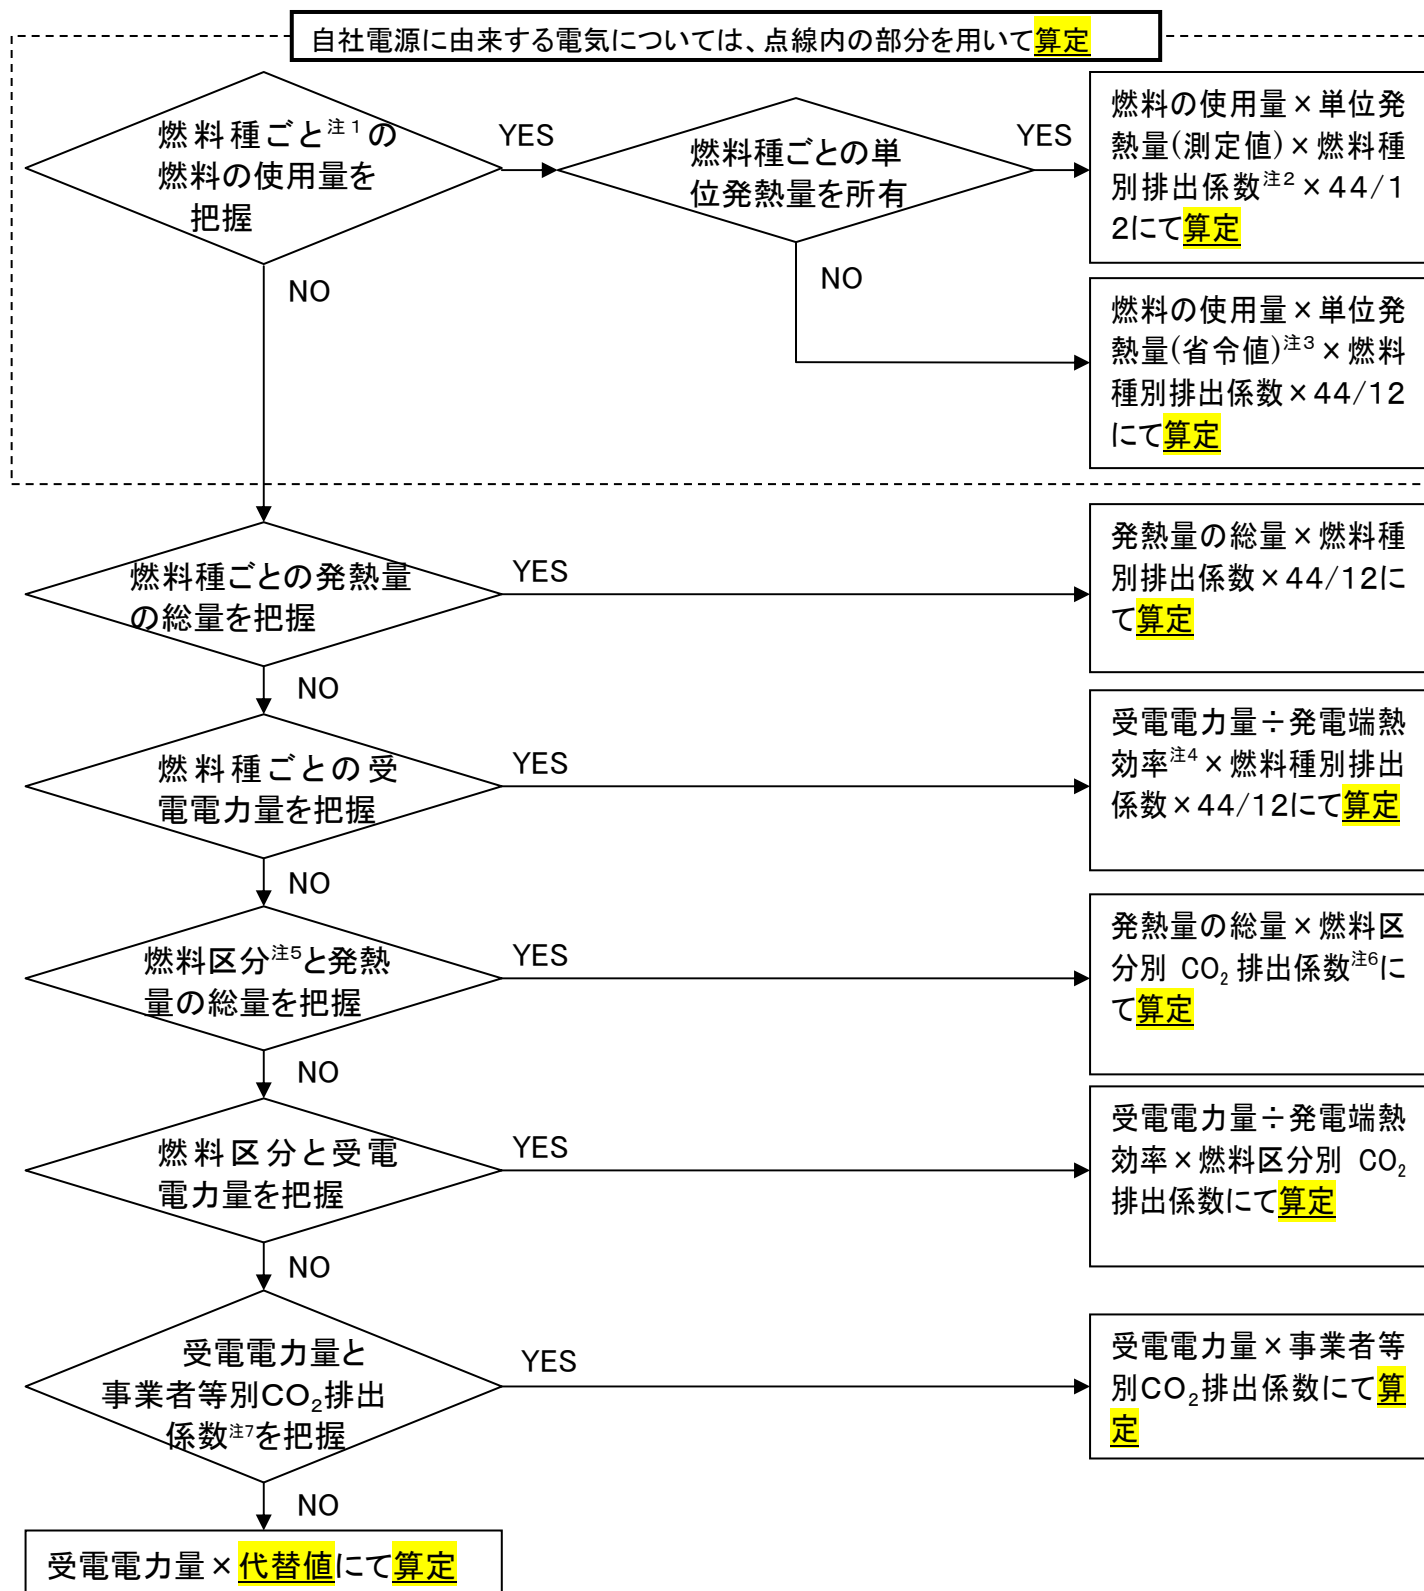 自社電源に由来する電気については、点線内の部分を用いて算定
燃料種ごと注1の
燃料の使用量を
把握
YES
燃料種ごとの単
位発熱量を所有
YES
燃料の使用量×単位発
熱量(測定値)×燃料種
別排出係数注2×44/1
2にて算定
NO
NO
燃料の使用量×単位発
熱量(省令値)注3×燃料
種別排出係数×44/12
にて算定
燃料種ごとの発熱量
の総量を把握
YES
発熱量の総量×燃料種
別排出係数×44/12に
て算定
NO
燃料種ごとの受
電電力量を把握
YES
受電電力量÷発電端熱
効率注4×燃料種別排出
係数×44/12にて算定
NO
燃料区分注5と発熱
量の総量を把握
YES
発熱量の総量×燃料区
分別 CO₂ 排出係数注6に
て算定
NO
燃料区分と受電
電力量を把握
YES
受電電力量÷発電端熱
効率×燃料区分別 CO₂
排出係数にて算定
NO
受電電力量と
事業者等別CO₂排出
係数注7を把握
YES
受電電力量×事業者等
別CO₂排出係数にて算
定
NO
受電電力量×代替値にて算定